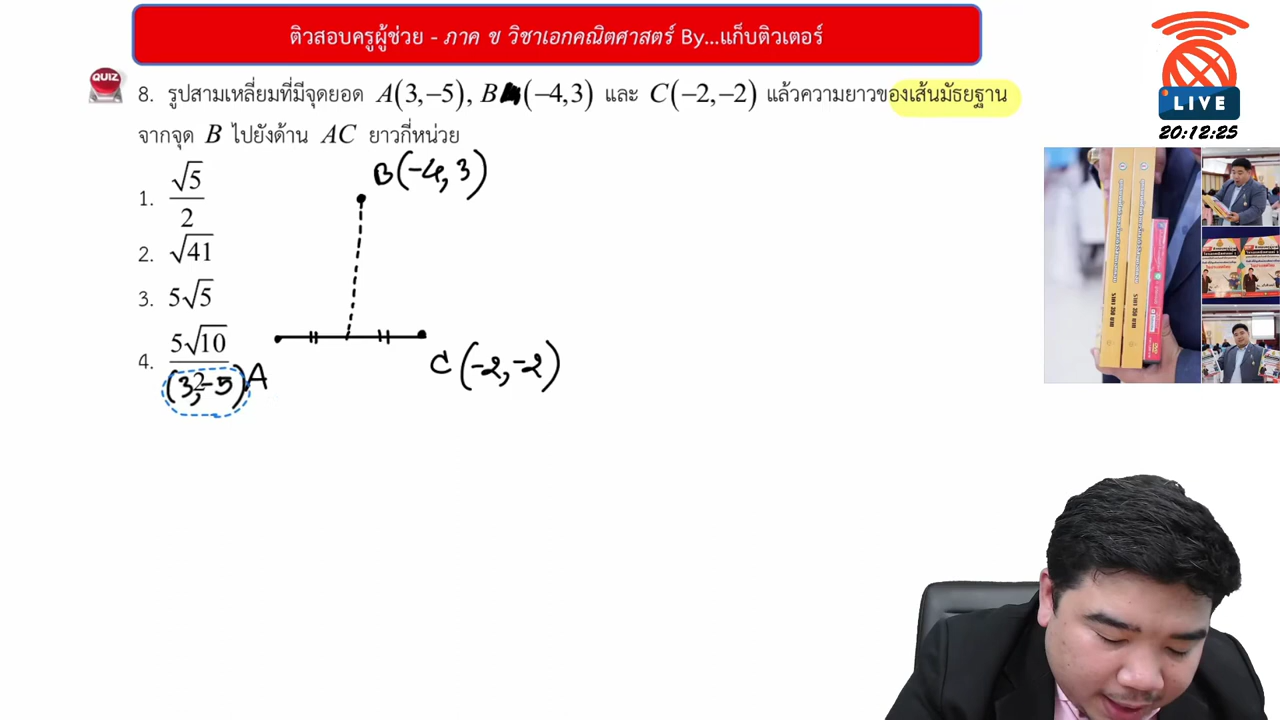 ติวสอบครูผู้ช่วย - ภาค ข วิชาเอกคณิตศาสตร์ By...แก็บติวเตอร์
QUIZ
8. รูปสามเหลี่ยมที่มีจุดยอด A(3,−5), B(−4,3) และ C(−2,−2) แล้วความยาวของเส้นมัธยฐาน
จากจุด B ไปยังด้าน AC ยาวกี่หน่วย
1. √5/2
2. √41
3. 5√5
4. 5√10/2
B(-4, 3)
(3,-5)A
C(-2,-2)
LIVE
20:12:25